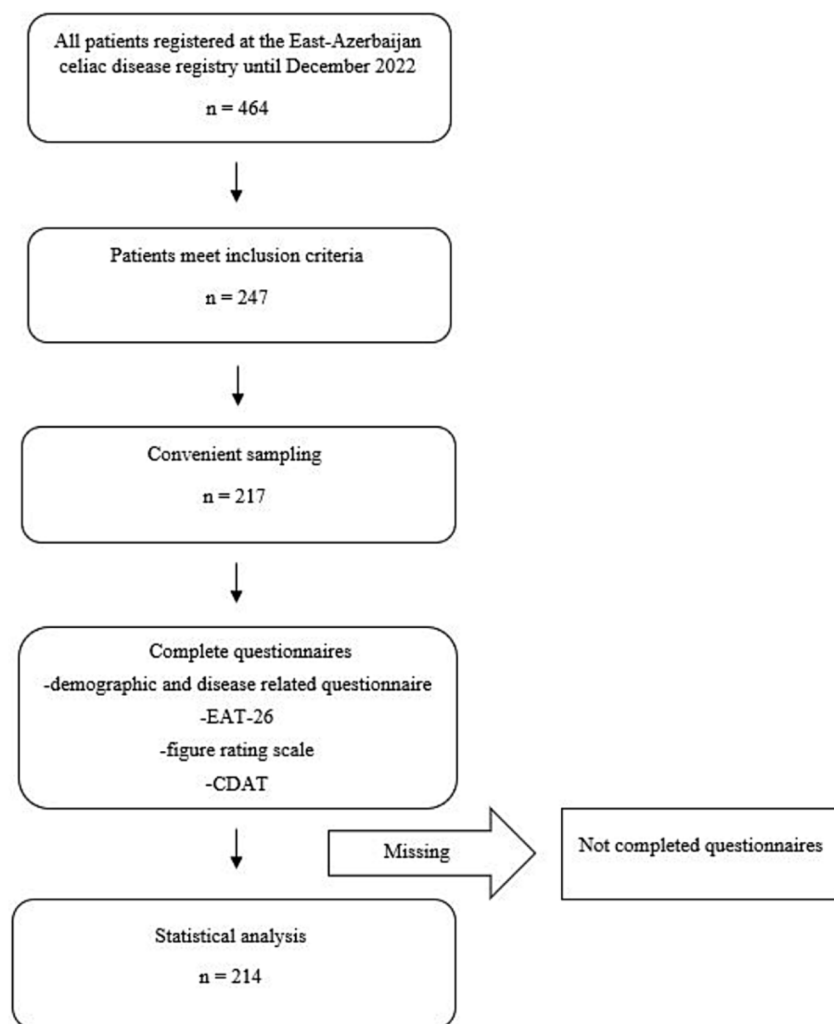 All patients registered at the East-Azerbaijan
celiac disease registry until December 2022
n = 464
Patients meet inclusion criteria
n = 247
Convenient sampling
n = 217
Complete questionnaires
-demographic and disease related questionnaire
-EAT-26
-figure rating scale
-CDAT
Missing
Not completed questionnaires
Statistical analysis
n = 214